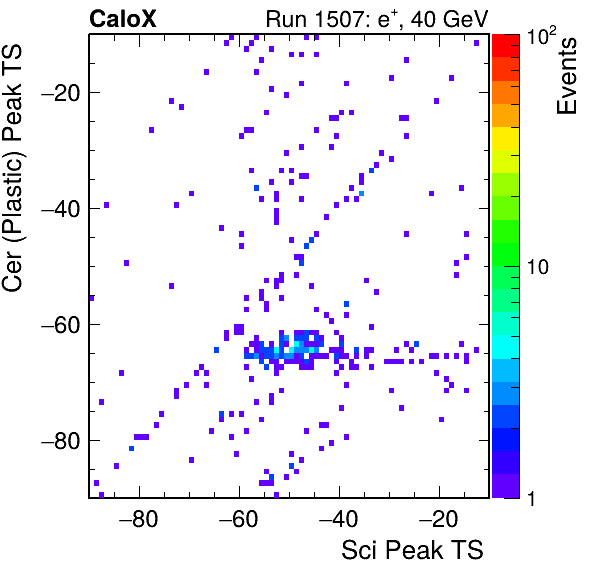 CaloX Run 1507: e⁺, 40 GeV
Cer (Plastic) Peak TS
−20
−40
−60
−80
−80 −60 −40 −20
Sci Peak TS
10²
10
1
Events